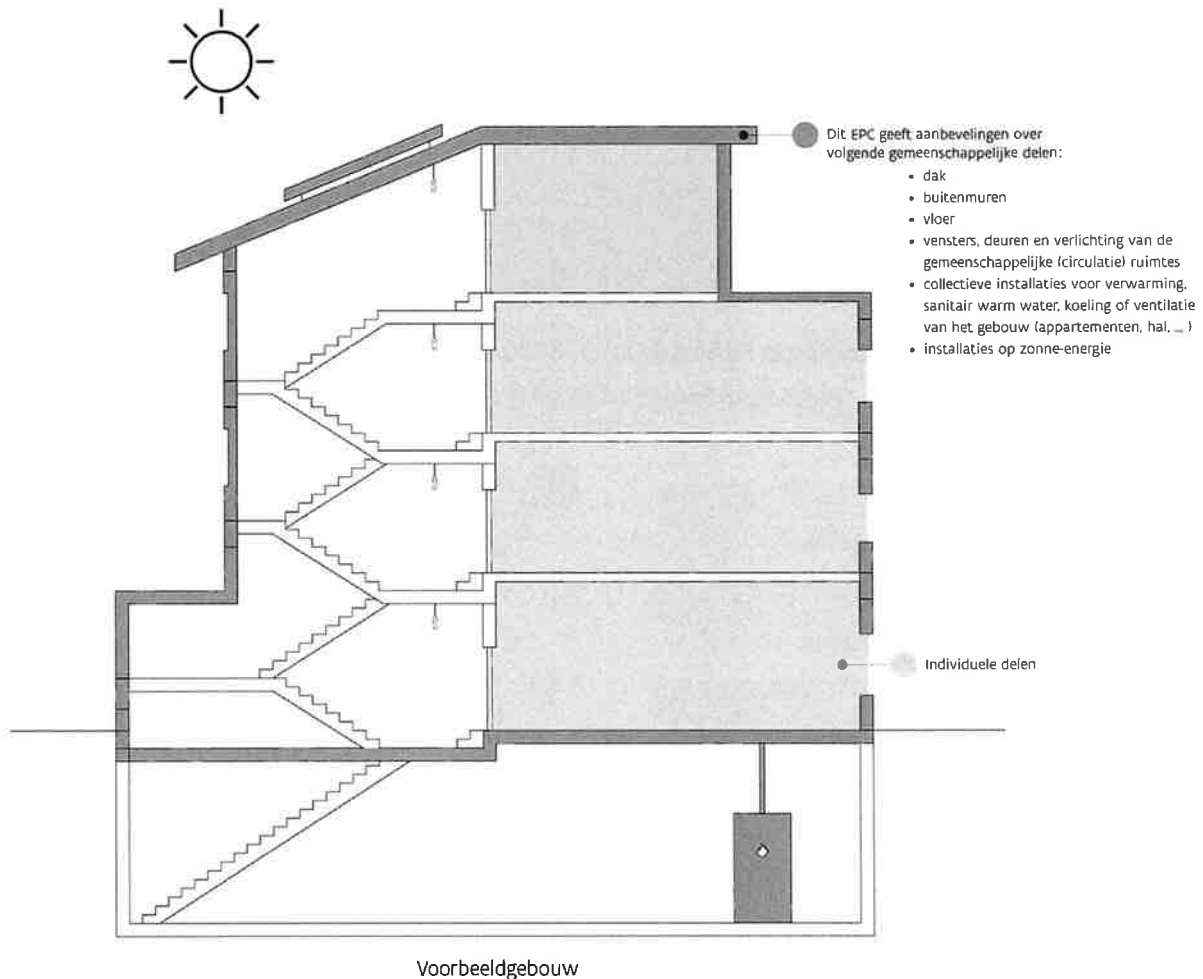 Dit EPC geeft aanbevelingen over
volgende gemeenschappelijke delen:
• dak
• buitenmuren
• vloer
• vensters, deuren en verlichting van de
gemeenschappelijke (circulatie) ruimtes
• collectieve installaties voor verwarming,
sanitair warm water, koeling of ventilatie
van het gebouw (appartementen, hal, ...)
• installaties op zonne-energie
Individuele delen
Voorbeeldgebouw